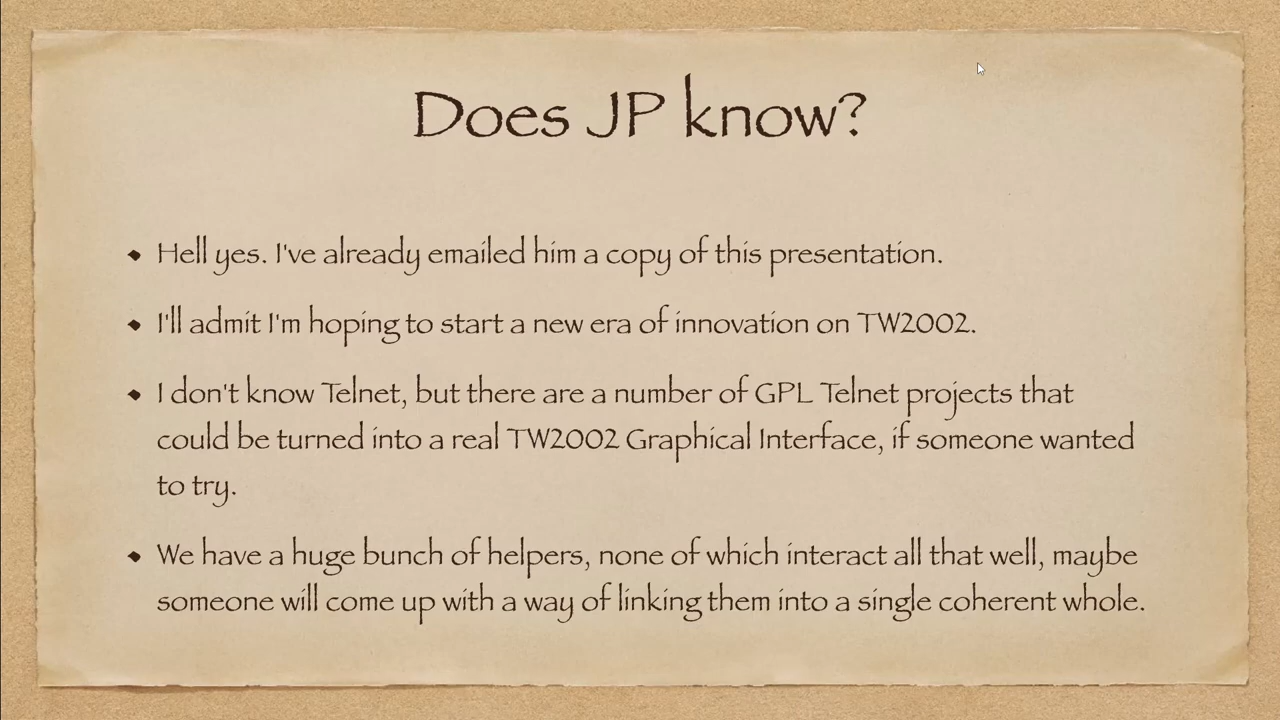 Does JP know?
Hell yes. I've already emailed him a copy of this presentation.
I'll admit I'm hoping to start a new era of innovation on TW2002.
I don't know Telnet, but there are a number of GPL Telnet projects that
could be turned into a real TW2002 Graphical Interface, if someone wanted
to try.
We have a huge bunch of helpers, none of which interact all that well, maybe
someone will come up with a way of linking them into a single coherent whole.